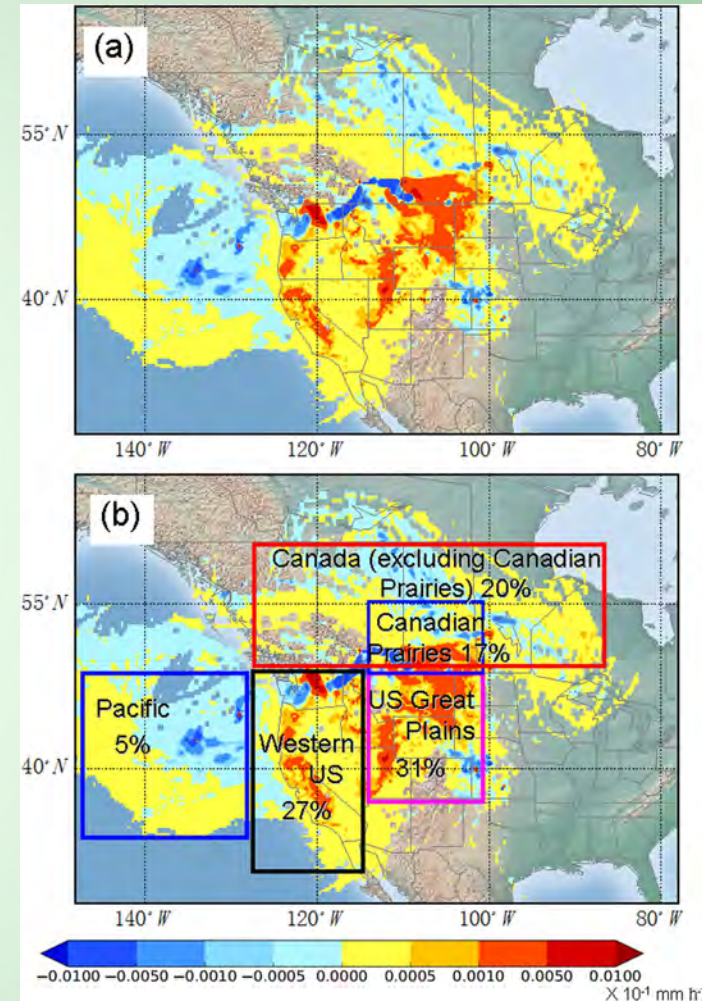 (a)
55° N
40° N
140° W 120° W 100° W 80° W
(b)
Canada (excluding Canadian
Prairies) 20%
55° N
Canadian
Prairies 17%
Pacific
5%
US Great
Plains
31%
Western
US
27%
40° N
140° W 120° W 100° W 80° W
−0.0100 −0.0050 −0.0010 −0.0005 0.0000 0.0005 0.0010 0.0050 0.0100
X 10-1 mm h